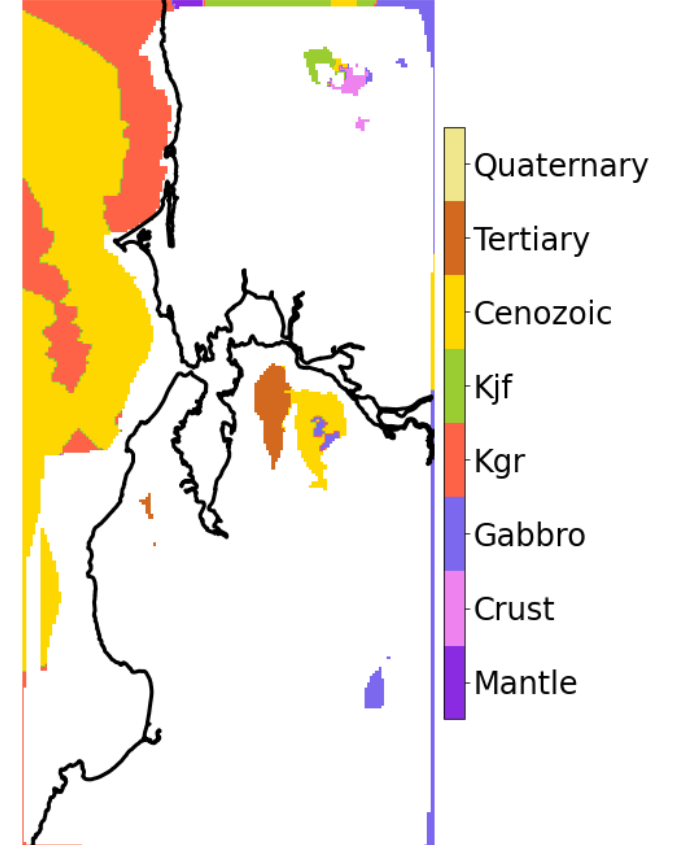 Quaternary
Tertiary
Cenozoic
Kjf
Kgr
Gabbro
Crust
Mantle